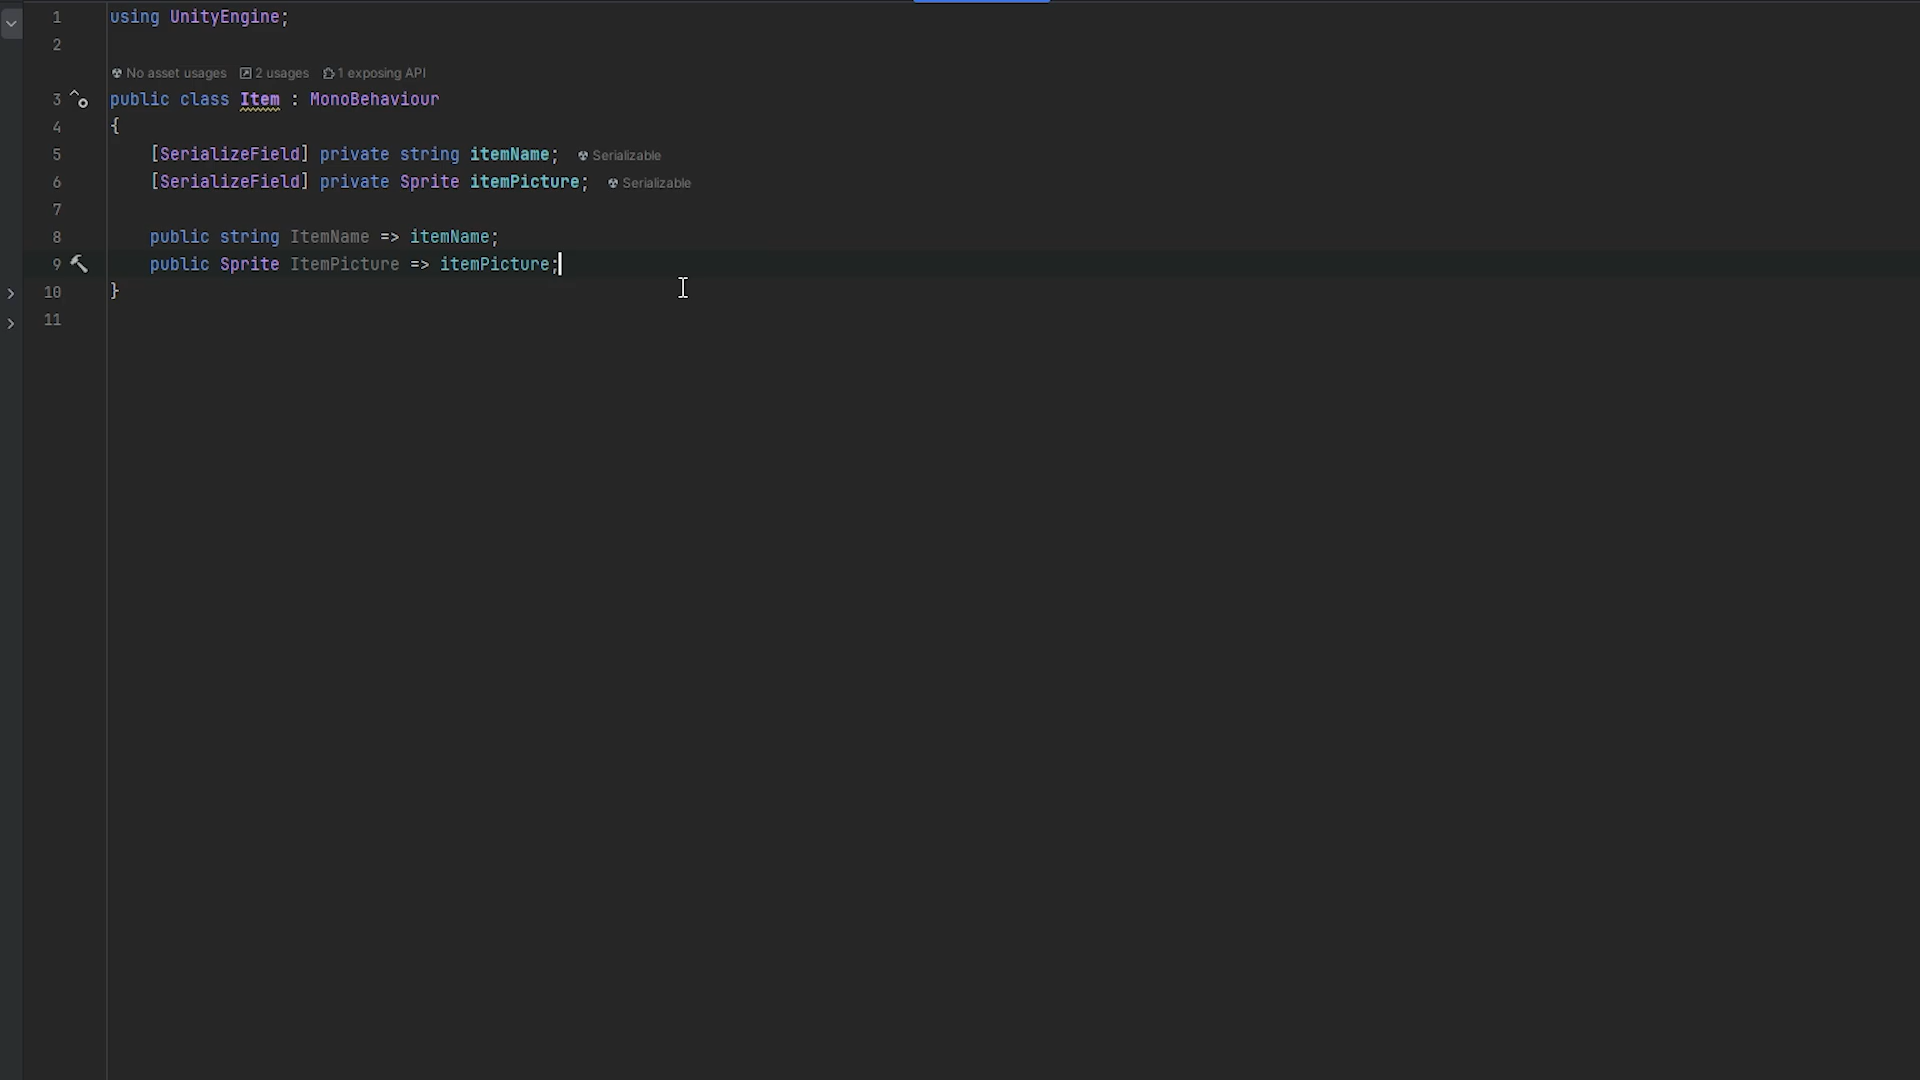 1 using UnityEngine;
2
No asset usages 2 usages 1 exposing API
3 public class Item : MonoBehaviour
4 {
5 [SerializeField] private string itemName; Serializable
6 [SerializeField] private Sprite itemPicture; Serializable
7
8 public string ItemName => itemName;
9 public Sprite ItemPicture => itemPicture;
10 }
11